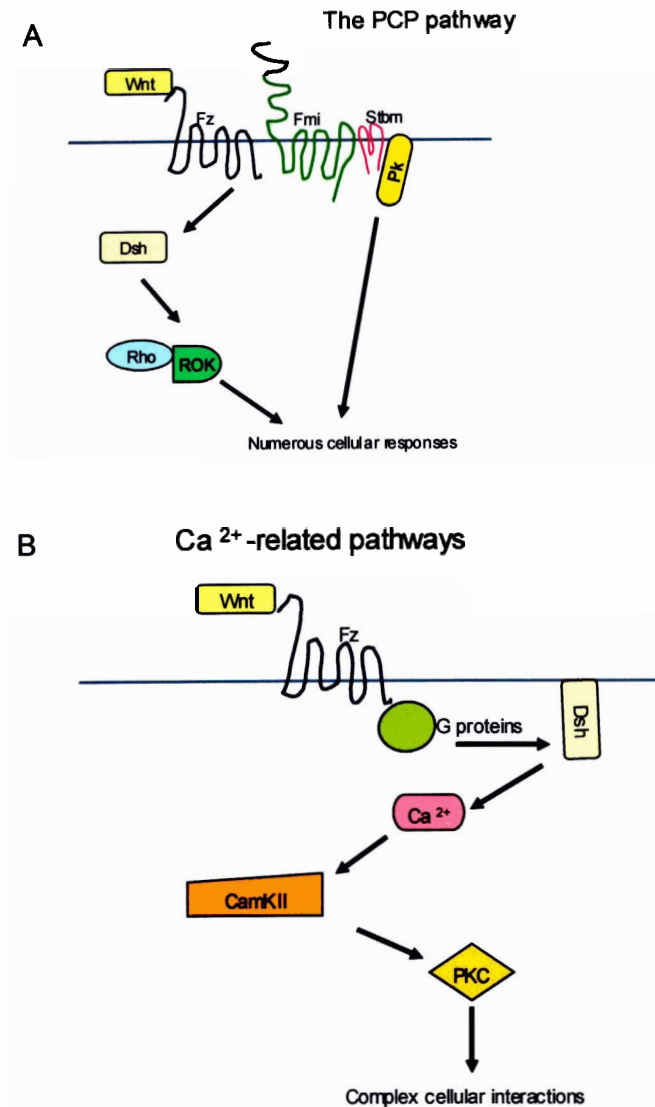 A
The PCP pathway
Wnt
Fz
Fmi
Stbm
Pk
Dsh
Rho
ROK
Numerous cellular responses
B
Ca 2+ -related pathways
Wnt
Fz
G proteins
Dsh
Ca 2+
CamKII
PKC
Complex cellular interactions